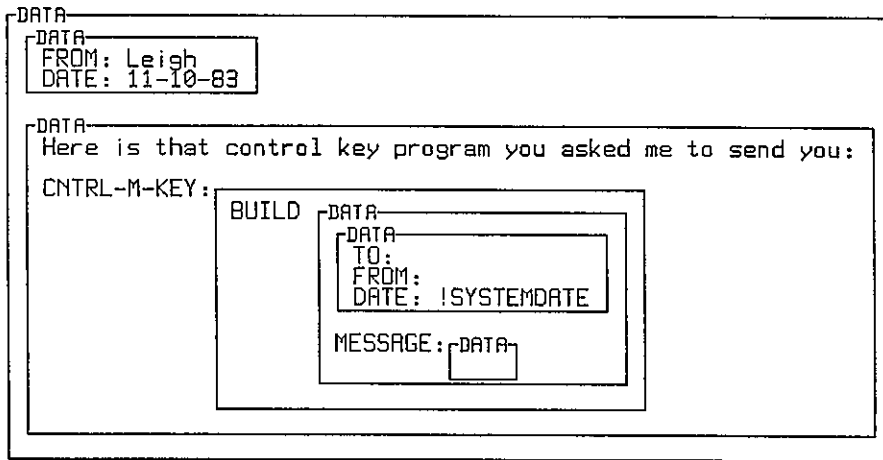 DATA
DATA
FROM: Leigh
DATE: 11-10-83
DATA
Here is that control key program you asked me to send you:
CNTRL-M-KEY:
BUILD DATA
DATA
TO:
FROM:
DATE: !SYSTEMDATE
MESSAGE: DATA